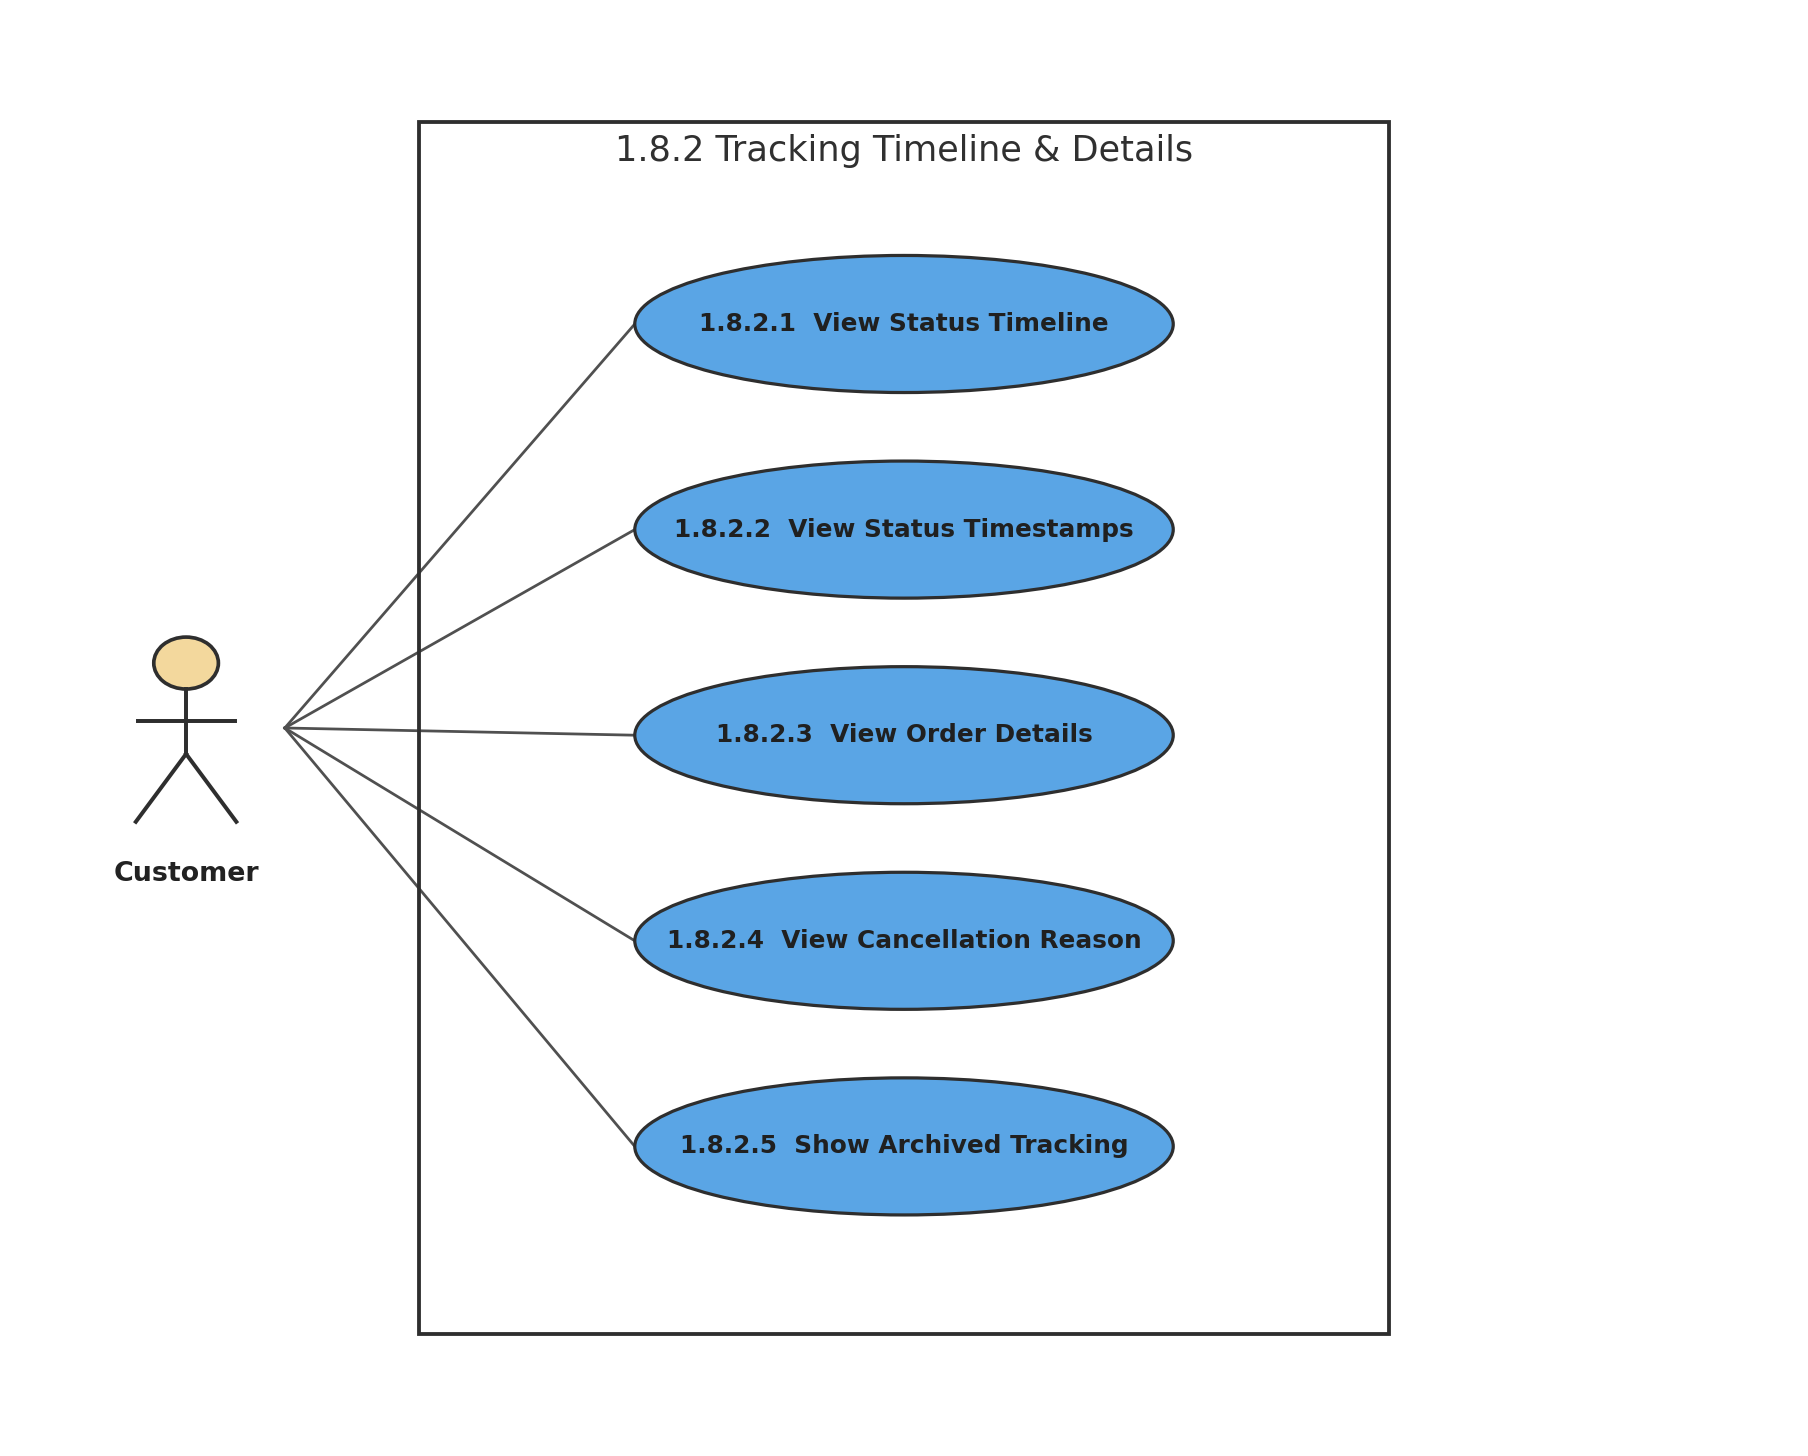 1.8.2 Tracking Timeline & Details
1.8.2.1  View Status Timeline
1.8.2.2  View Status Timestamps
1.8.2.3  View Order Details
Customer
1.8.2.4  View Cancellation Reason
1.8.2.5  Show Archived Tracking